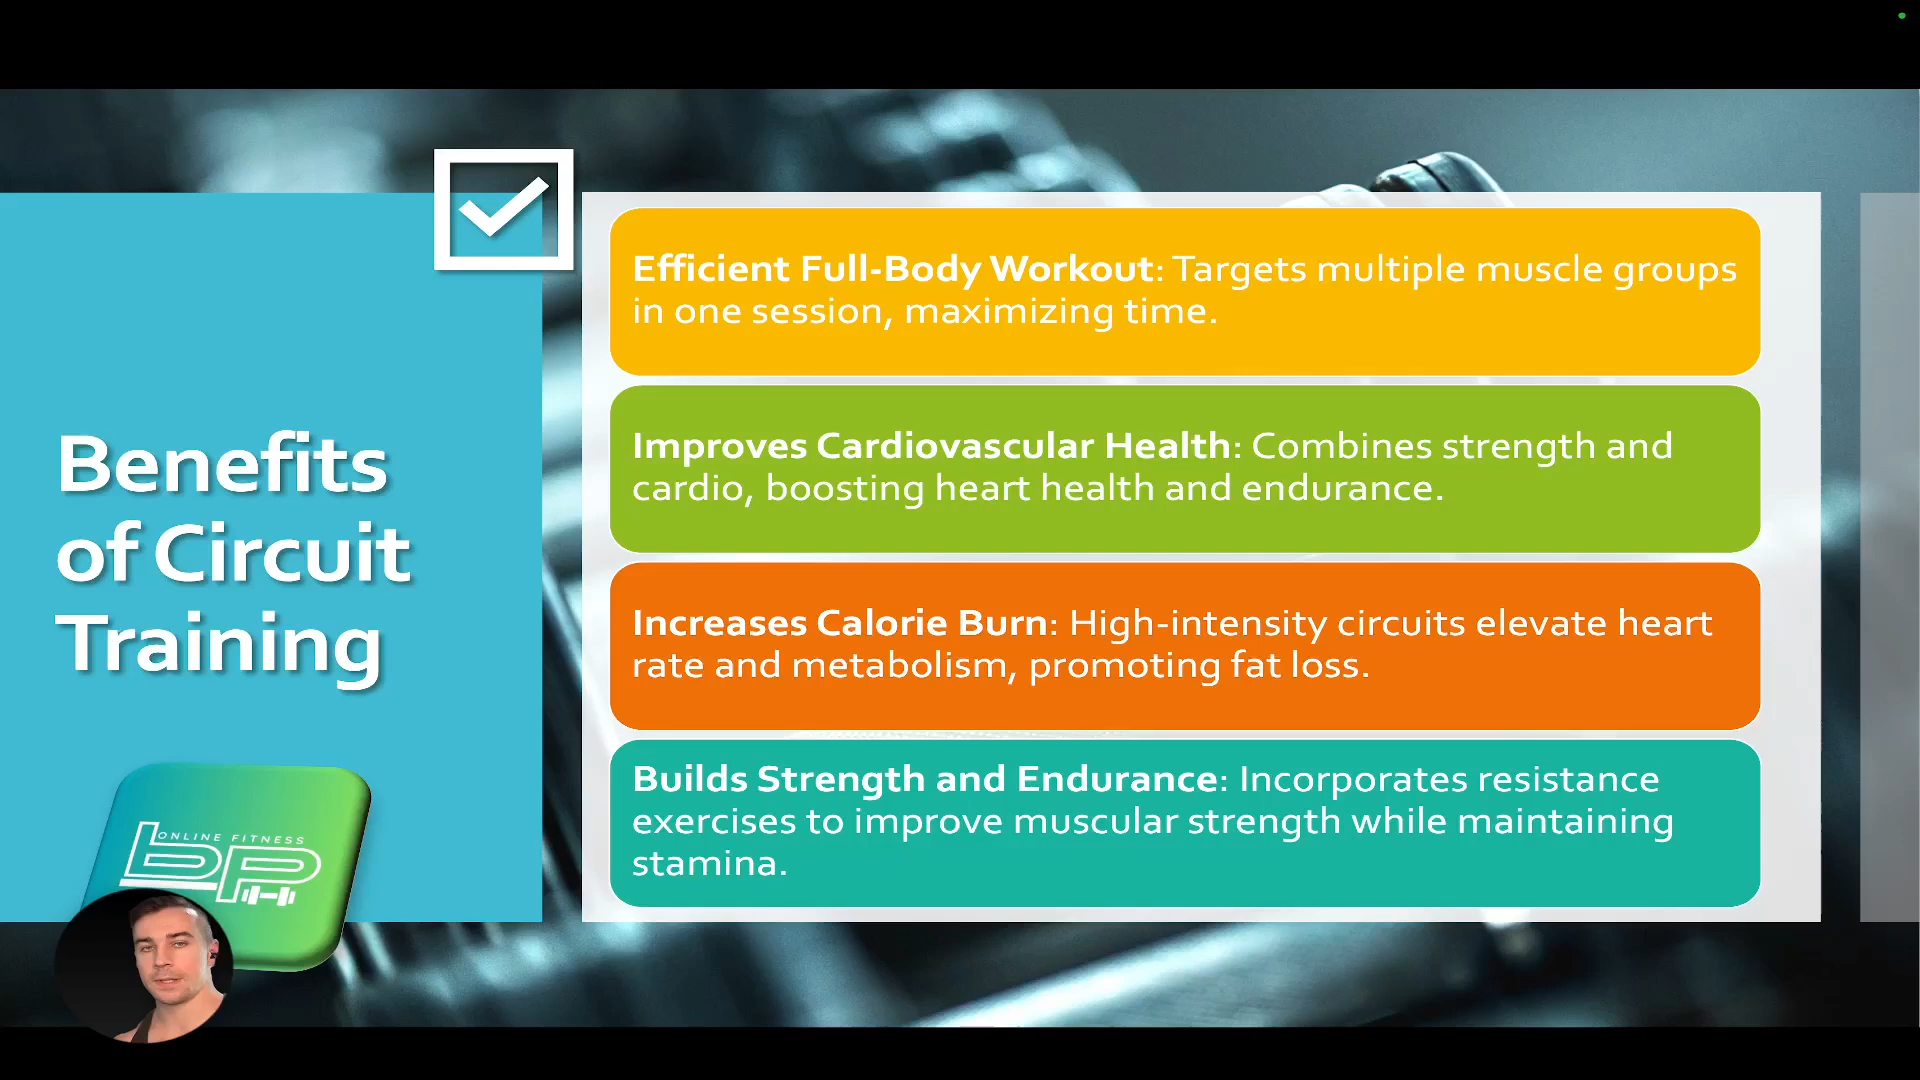 Benefits
of Circuit
Training
ONLINE FITNESS
bp
Efficient Full-Body Workout: Targets multiple muscle groups
in one session, maximizing time.
Improves Cardiovascular Health: Combines strength and
cardio, boosting heart health and endurance.
Increases Calorie Burn: High-intensity circuits elevate heart
rate and metabolism, promoting fat loss.
Builds Strength and Endurance: Incorporates resistance
exercises to improve muscular strength while maintaining
stamina.